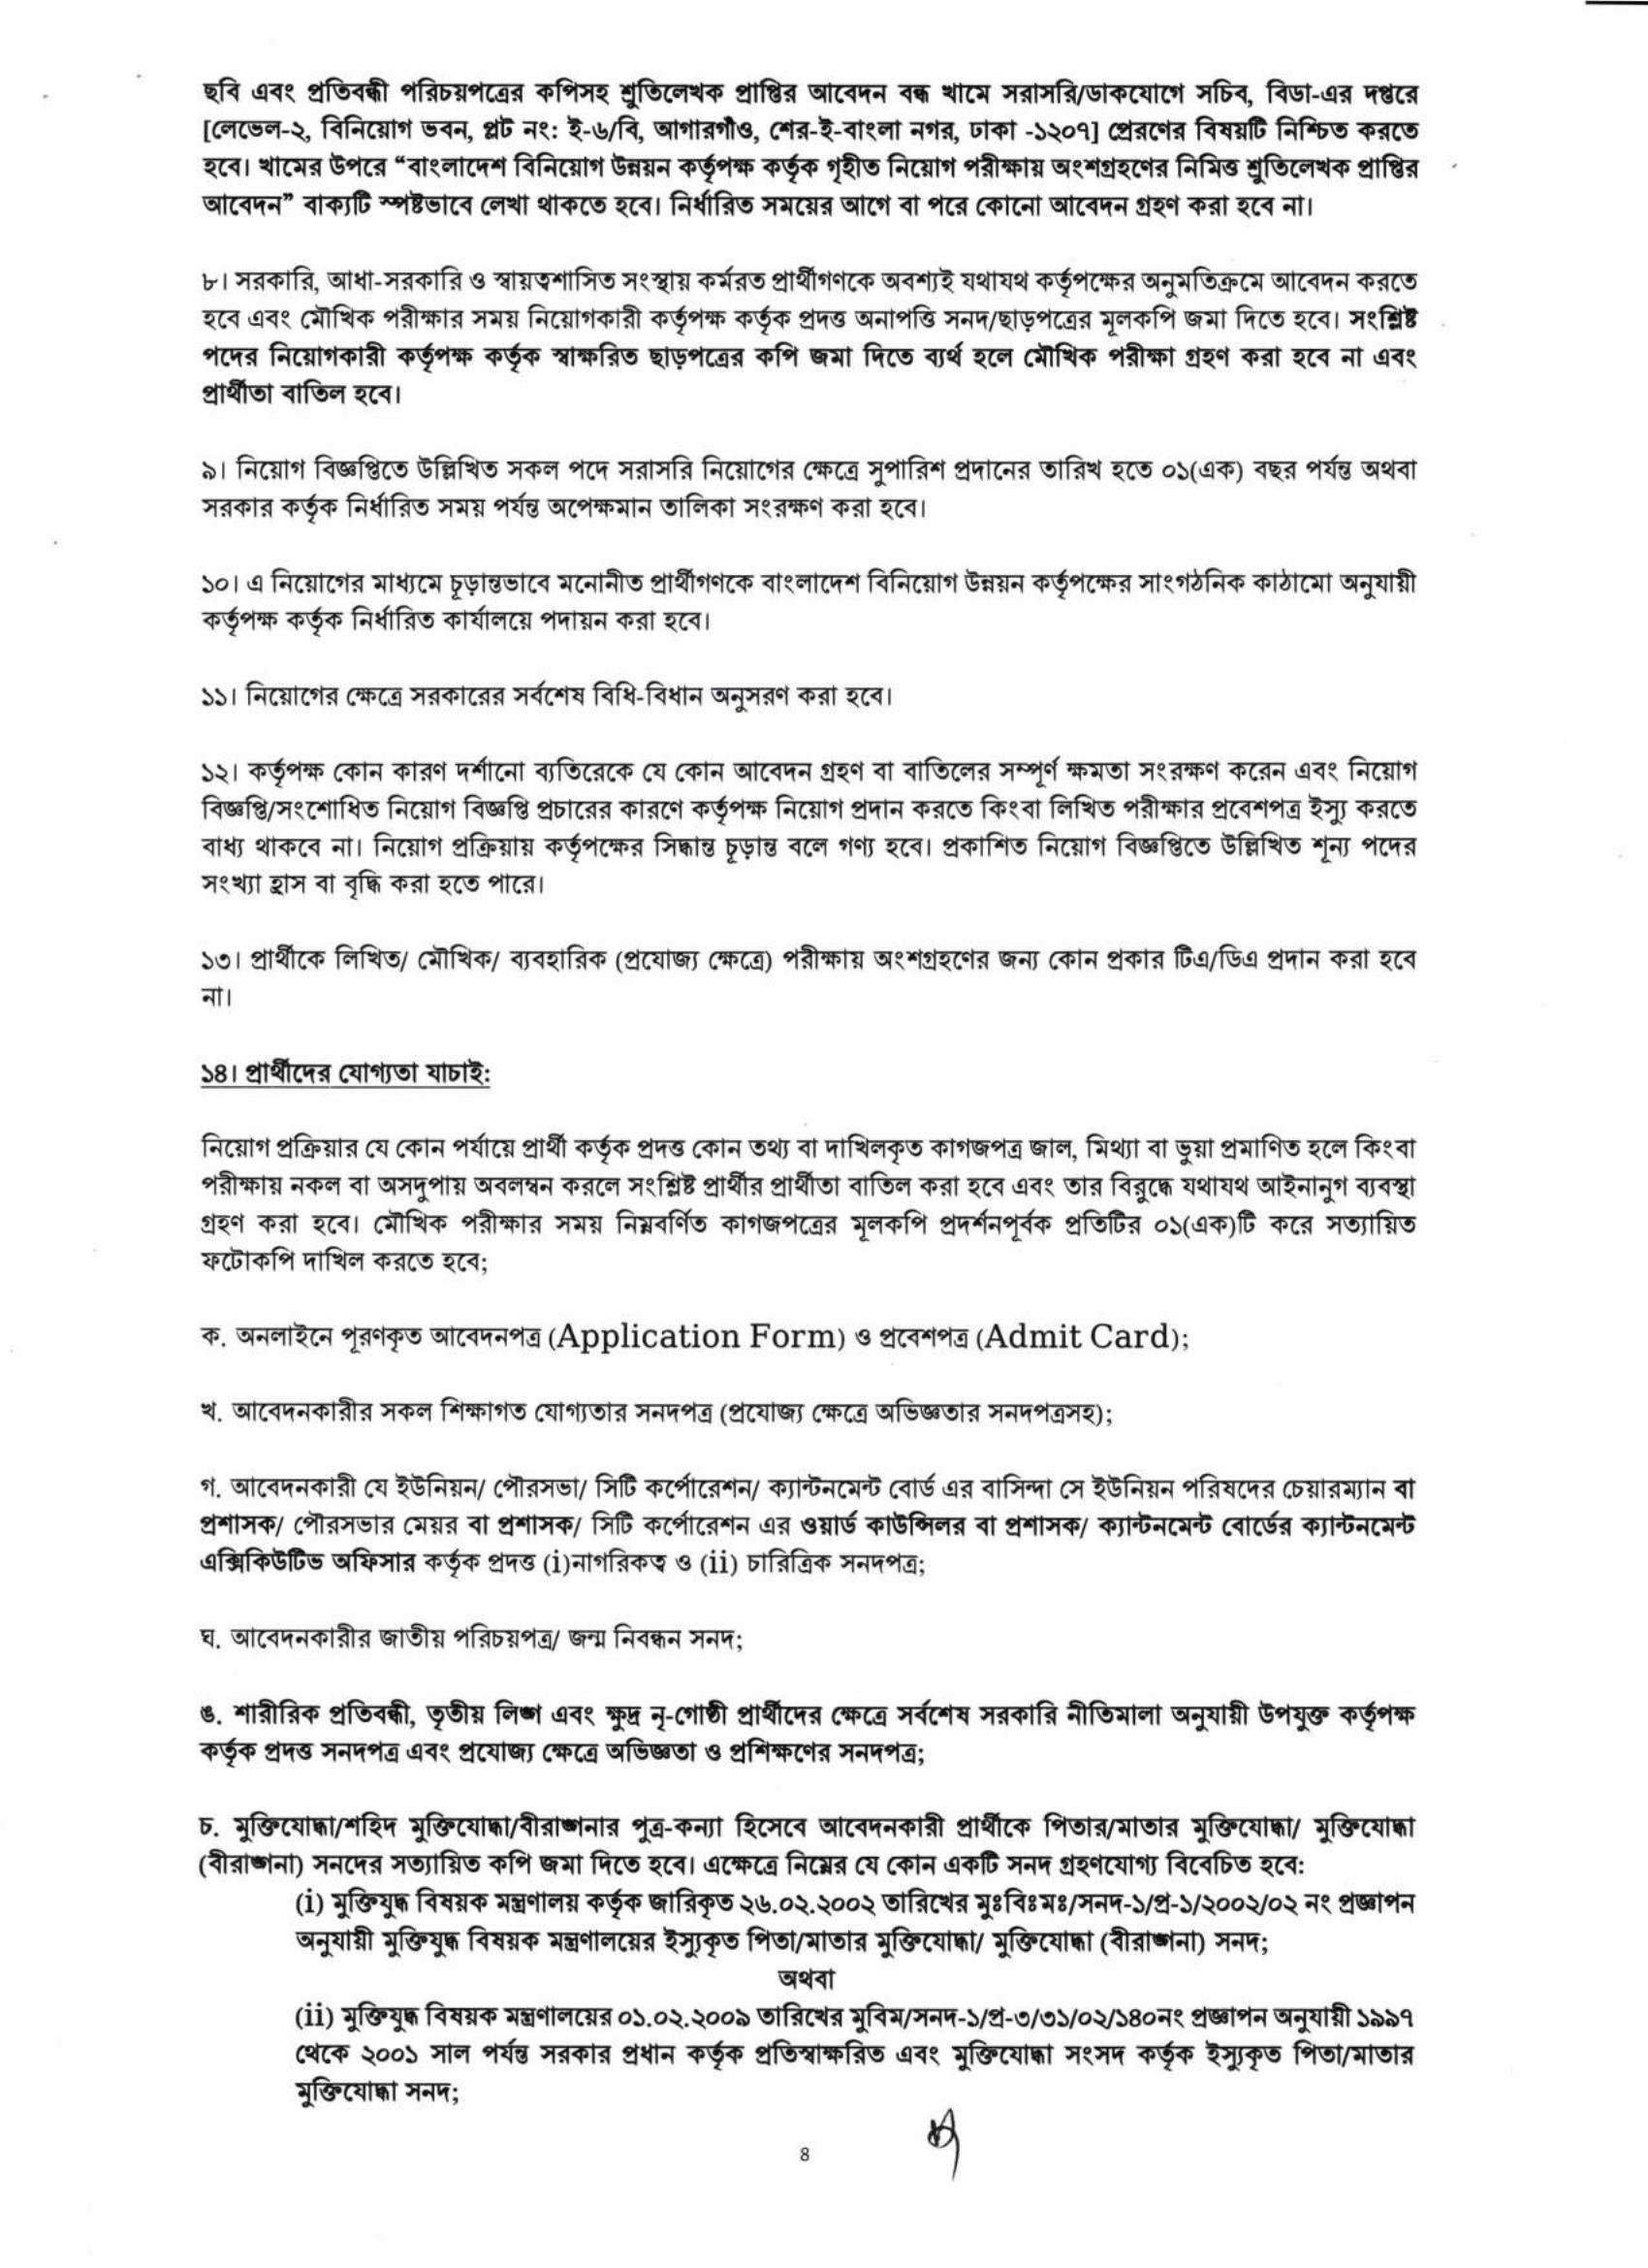 ছবি এবং প্রতিবন্ধী পরিচয়পত্রের কপিসহ শ্রুতিলেখক প্রাপ্তির আবেদন বন্ধ খামে সরাসরি/ডাকযোগে সচিব, বিডা-এর দপ্তরে
[লেভেল-২, বিনিয়োগ ভবন, প্লট নং: ই-৬/বি, আগারগাঁও, শের-ই-বাংলা নগর, ঢাকা -১২০৭] প্রেরণের বিষয়টি নিশ্চিত করতে
হবে। খামের উপরে “বাংলাদেশ বিনিয়োগ উন্নয়ন কর্তৃপক্ষ কর্তৃক গৃহীত নিয়োগ পরীক্ষায় অংশগ্রহণের নিমিত্ত শ্রুতিলেখক প্রাপ্তির
আবেদন” বাক্যটি স্পষ্টভাবে লেখা থাকতে হবে। নির্ধারিত সময়ের আগে বা পরে কোনো আবেদন গ্রহণ করা হবে না।
৮। সরকারি, আধা-সরকারি ও স্বায়ত্বশাসিত সংস্থায় কর্মরত প্রার্থীগণকে অবশ্যই যথাযথ কর্তৃপক্ষের অনুমতিক্রমে আবেদন করতে
হবে এবং মৌখিক পরীক্ষার সময় নিয়োগকারী কর্তৃপক্ষ কর্তৃক প্রদত্ত অনাপত্তি সনদ/ছাড়পত্রের মূলকপি জমা দিতে হবে। সংশ্লিষ্ট
পদের নিয়োগকারী কর্তৃপক্ষ কর্তৃক স্বাক্ষরিত ছাড়পত্রের কপি জমা দিতে ব্যর্থ হলে মৌখিক পরীক্ষা গ্রহণ করা হবে না এবং
প্রার্থীতা বাতিল হবে।
৯। নিয়োগ বিজ্ঞপ্তিতে উল্লিখিত সকল পদে সরাসরি নিয়োগের ক্ষেত্রে সুপারিশ প্রদানের তারিখ হতে ০১(এক) বছর পর্যন্ত অথবা
সরকার কর্তৃক নির্ধারিত সময় পর্যন্ত অপেক্ষমান তালিকা সংরক্ষণ করা হবে।
১০। এ নিয়োগের মাধ্যমে চূড়ান্তভাবে মনোনীত প্রার্থীগণকে বাংলাদেশ বিনিয়োগ উন্নয়ন কর্তৃপক্ষের সাংগঠনিক কাঠামো অনুযায়ী
কর্তৃপক্ষ কর্তৃক নির্ধারিত কার্যালয়ে পদায়ন করা হবে।
১১। নিয়োগের ক্ষেত্রে সরকারের সর্বশেষ বিধি-বিধান অনুসরণ করা হবে।
১২। কর্তৃপক্ষ কোন কারণ দর্শানো ব্যতিরেকে যে কোন আবেদন গ্রহণ বা বাতিলের সম্পূর্ণ ক্ষমতা সংরক্ষণ করেন এবং নিয়োগ
বিজ্ঞপ্তি/সংশোধিত নিয়োগ বিজ্ঞপ্তি প্রচারের কারণে কর্তৃপক্ষ নিয়োগ প্রদান করতে কিংবা লিখিত পরীক্ষার প্রবেশপত্র ইস্যু করতে
বাধ্য থাকবে না। নিয়োগ প্রক্রিয়ায় কর্তৃপক্ষের সিদ্ধান্ত চূড়ান্ত বলে গণ্য হবে। প্রকাশিত নিয়োগ বিজ্ঞপ্তিতে উল্লিখিত শূন্য পদের
সংখ্যা হ্রাস বা বৃদ্ধি করা হতে পারে।
১৩। প্রার্থীকে লিখিত/ মৌখিক/ ব্যবহারিক (প্রযোজ্য ক্ষেত্রে) পরীক্ষায় অংশগ্রহণের জন্য কোন প্রকার টিএ/ডিএ প্রদান করা হবে
না।
১৪। প্রার্থীদের যোগ্যতা যাচাই:
নিয়োগ প্রক্রিয়ার যে কোন পর্যায়ে প্রার্থী কর্তৃক প্রদত্ত কোন তথ্য বা দাখিলকৃত কাগজপত্র জাল, মিথ্যা বা ভুয়া প্রমাণিত হলে কিংবা
পরীক্ষায় নকল বা অসদুপায় অবলম্বন করলে সংশ্লিষ্ট প্রার্থীর প্রার্থীতা বাতিল করা হবে এবং তার বিরুদ্ধে যথাযথ আইনানুগ ব্যবস্থা
গ্রহণ করা হবে। মৌখিক পরীক্ষার সময় নিম্নবর্ণিত কাগজপত্রের মূলকপি প্রদর্শনপূর্বক প্রতিটির ০১(এক)টি করে সত্যায়িত
ফটোকপি দাখিল করতে হবে;
ক. অনলাইনে পূরণকৃত আবেদনপত্র (Application Form) ও প্রবেশপত্র (Admit Card);
খ. আবেদনকারীর সকল শিক্ষাগত যোগ্যতার সনদপত্র (প্রযোজ্য ক্ষেত্রে অভিজ্ঞতার সনদপত্রসহ);
গ. আবেদনকারী যে ইউনিয়ন/ পৌরসভা/ সিটি কর্পোরেশন/ ক্যান্টনমেন্ট বোর্ড এর বাসিন্দা সে ইউনিয়ন পরিষদের চেয়ারম্যান বা
প্রশাসক/ পৌরসভার মেয়র বা প্রশাসক/ সিটি কর্পোরেশন এর ওয়ার্ড কাউন্সিলর বা প্রশাসক/ ক্যান্টনমেন্ট বোর্ডের ক্যান্টনমেন্ট
এক্সিকিউটিভ অফিসার কর্তৃক প্রদত্ত (i)নাগরিকত্ব ও (ii) চারিত্রিক সনদপত্র;
ঘ. আবেদনকারীর জাতীয় পরিচয়পত্র/ জন্ম নিবন্ধন সনদ;
ঙ. শারীরিক প্রতিবন্ধী, তৃতীয় লিঙ্গ এবং ক্ষুদ্র নৃ-গোষ্ঠী প্রার্থীদের ক্ষেত্রে সর্বশেষ সরকারি নীতিমালা অনুযায়ী উপযুক্ত কর্তৃপক্ষ
কর্তৃক প্রদত্ত সনদপত্র এবং প্রযোজ্য ক্ষেত্রে অভিজ্ঞতা ও প্রশিক্ষণের সনদপত্র;
চ. মুক্তিযোদ্ধা/শহিদ মুক্তিযোদ্ধা/বীরাঙ্গনার পুত্র-কন্যা হিসেবে আবেদনকারী প্রার্থীকে পিতার/মাতার মুক্তিযোদ্ধা/ মুক্তিযোদ্ধা
(বীরাঙ্গনা) সনদের সত্যায়িত কপি জমা দিতে হবে। এক্ষেত্রে নিম্নের যে কোন একটি সনদ গ্রহণযোগ্য বিবেচিত হবে:
(i) মুক্তিযুদ্ধ বিষয়ক মন্ত্রণালয় কর্তৃক জারিকৃত ২৬.০২.২০০২ তারিখের মুঃবিঃমঃ/সনদ-১/প্র-১/২০০২/০২ নং প্রজ্ঞাপন
অনুযায়ী মুক্তিযুদ্ধ বিষয়ক মন্ত্রণালয়ের ইস্যুকৃত পিতা/মাতার মুক্তিযোদ্ধা/ মুক্তিযোদ্ধা (বীরাঙ্গনা) সনদ;
অথবা
(ii) মুক্তিযুদ্ধ বিষয়ক মন্ত্রণালয়ের ০১.০২.২০০৯ তারিখের মুবিম/সনদ-১/প্র-৩/৩১/০২/১৪০নং প্রজ্ঞাপন অনুযায়ী ১৯৯৭
থেকে ২০০১ সাল পর্যন্ত সরকার প্রধান কর্তৃক প্রতিস্বাক্ষরিত এবং মুক্তিযোদ্ধা সংসদ কর্তৃক ইস্যুকৃত পিতা/মাতার
মুক্তিযোদ্ধা সনদ;
8